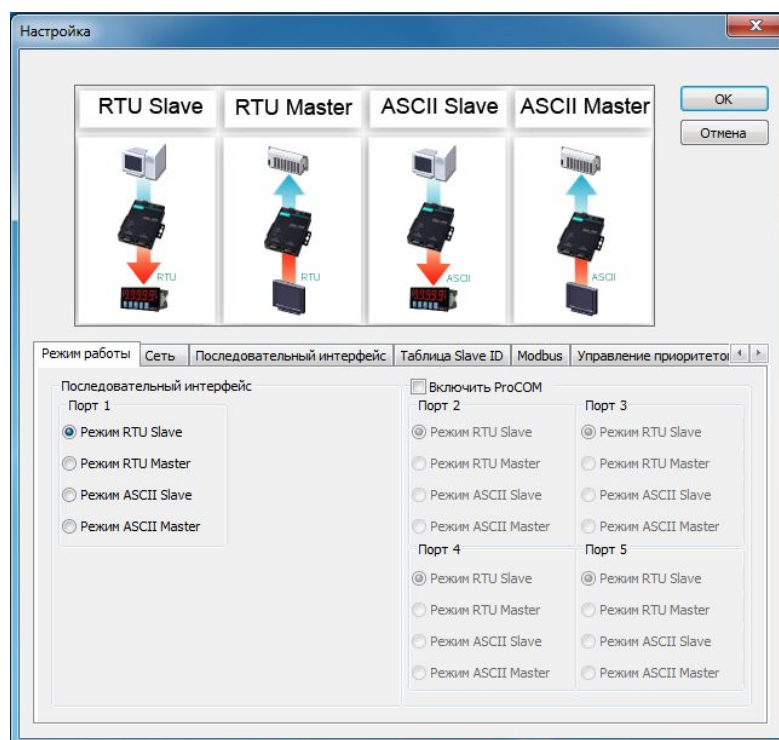 Настройка
RTU Slave RTU Master ASCII Slave ASCII Master
OK
Отмена
RTU RTU ASCII ASCII
Режим работы Сеть Последовательный интерфейс Таблица Slave ID Modbus Управление приоритето
Последовательный интерфейс
Порт 1
Режим RTU Slave
Режим RTU Master
Режим ASCII Slave
Режим ASCII Master
Включить ProCOM
Порт 2
Режим RTU Slave
Режим RTU Master
Режим ASCII Slave
Режим ASCII Master
Порт 3
Режим RTU Slave
Режим RTU Master
Режим ASCII Slave
Режим ASCII Master
Порт 4
Режим RTU Slave
Режим RTU Master
Режим ASCII Slave
Режим ASCII Master
Порт 5
Режим RTU Slave
Режим RTU Master
Режим ASCII Slave
Режим ASCII Master